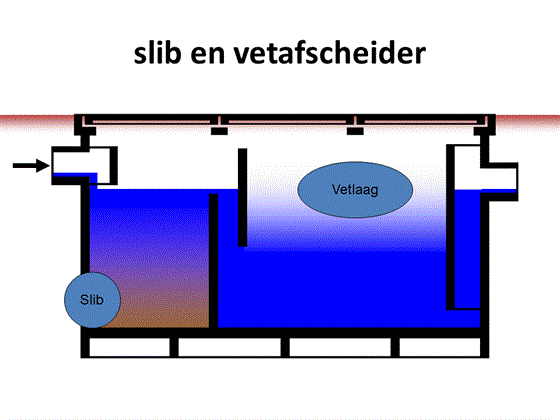 slib en vetafscheider
Vetlaag
Slib